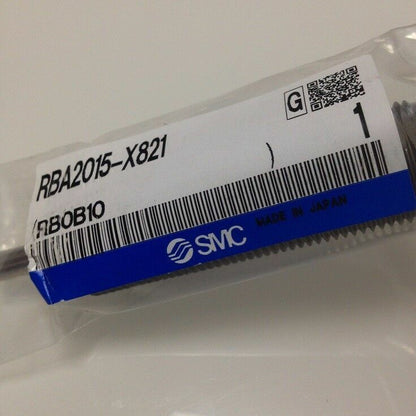 G
RBA2015-X821
1
RB0B10
SMC
MADE IN JAPAN